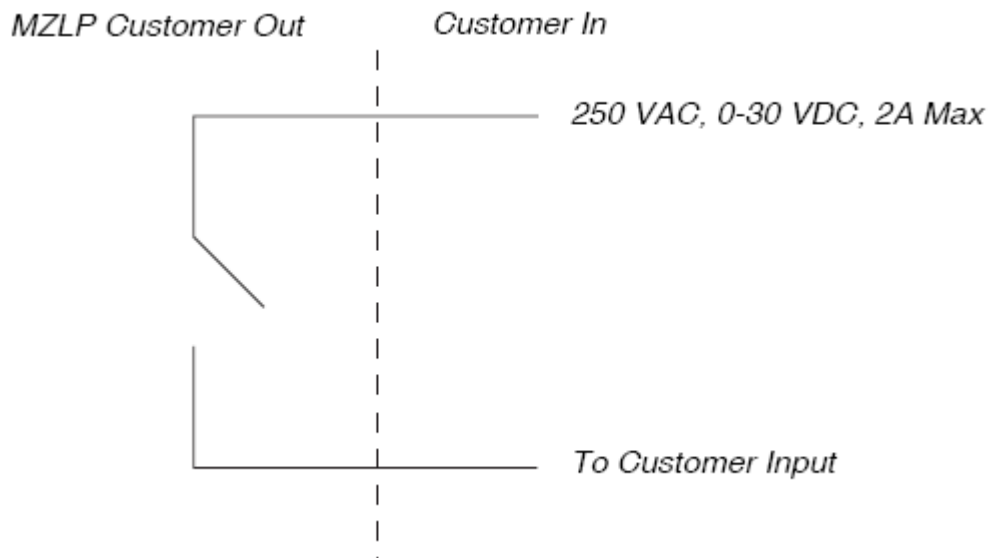 MZLP Customer Out
Customer In
250 VAC, 0-30 VDC, 2A Max
To Customer Input